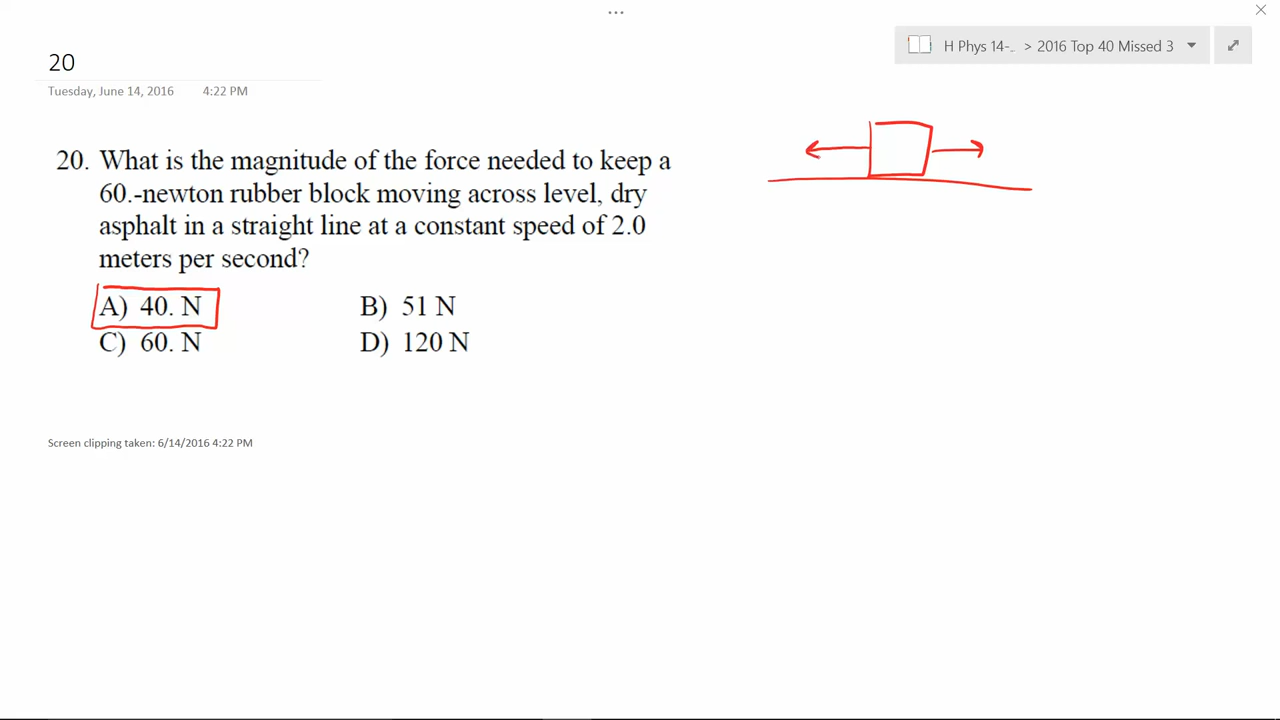 ...
H Phys 14-.. > 2016 Top 40 Missed 3
20
Tuesday, June 14, 2016 4:22 PM
20. What is the magnitude of the force needed to keep a
60.-newton rubber block moving across level, dry
asphalt in a straight line at a constant speed of 2.0
meters per second?
A) 40. N B) 51 N
C) 60. N D) 120 N
Screen clipping taken: 6/14/2016 4:22 PM